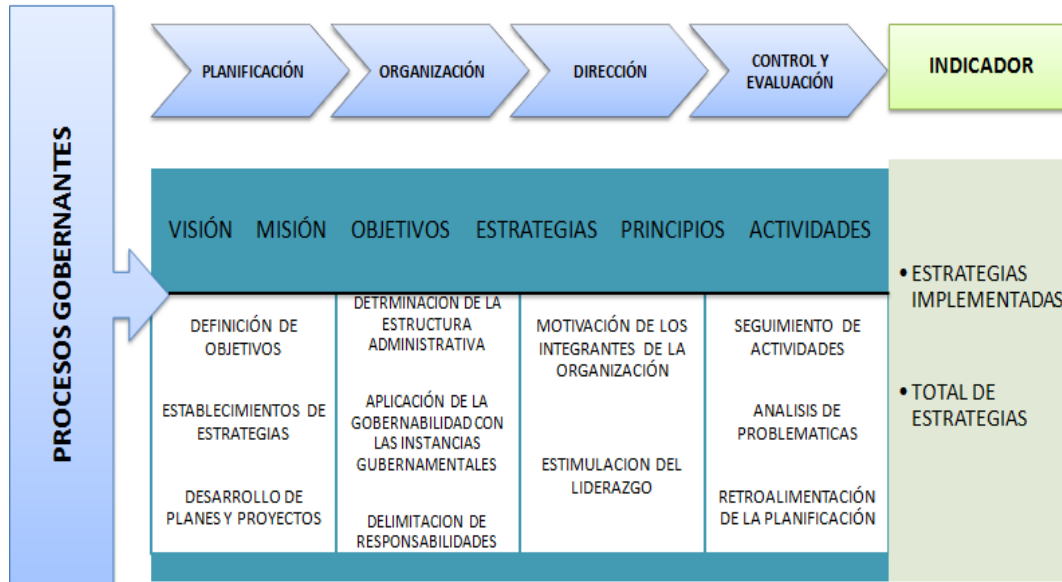 PROCESOS GOBERNANTES
PLANIFICACIÓN
ORGANIZACIÓN
DIRECCIÓN
CONTROL Y
EVALUACIÓN
INDICADOR
VISIÓN MISIÓN OBJETIVOS ESTRATEGIAS PRINCIPIOS ACTIVIDADES
DEFINICIÓN DE
OBJETIVOS
ESTABLECIMIENTOS DE
ESTRATEGIAS
DESARROLLO DE
PLANES Y PROYECTOS
DETRMINACION DE LA
ESTRUCTURA
ADMINISTRATIVA
APLICACIÓN DE LA
GOBERNABILIDAD CON
LAS INSTANCIAS
GUBERNAMENTALES
DELIMITACION DE
RESPONSABILIDADES
MOTIVACIÓN DE LOS
INTEGRANTES DE LA
ORGANIZACIÓN
ESTIMULACION DEL
LIDERAZGO
SEGUIMIENTO DE
ACTIVIDADES
ANALISIS DE
PROBLEMATICAS
RETROALIMENTACIÓN
DE LA PLANIFICACIÓN
• ESTRATEGIAS
IMPLEMENTADAS
• TOTAL DE
ESTRATEGIAS